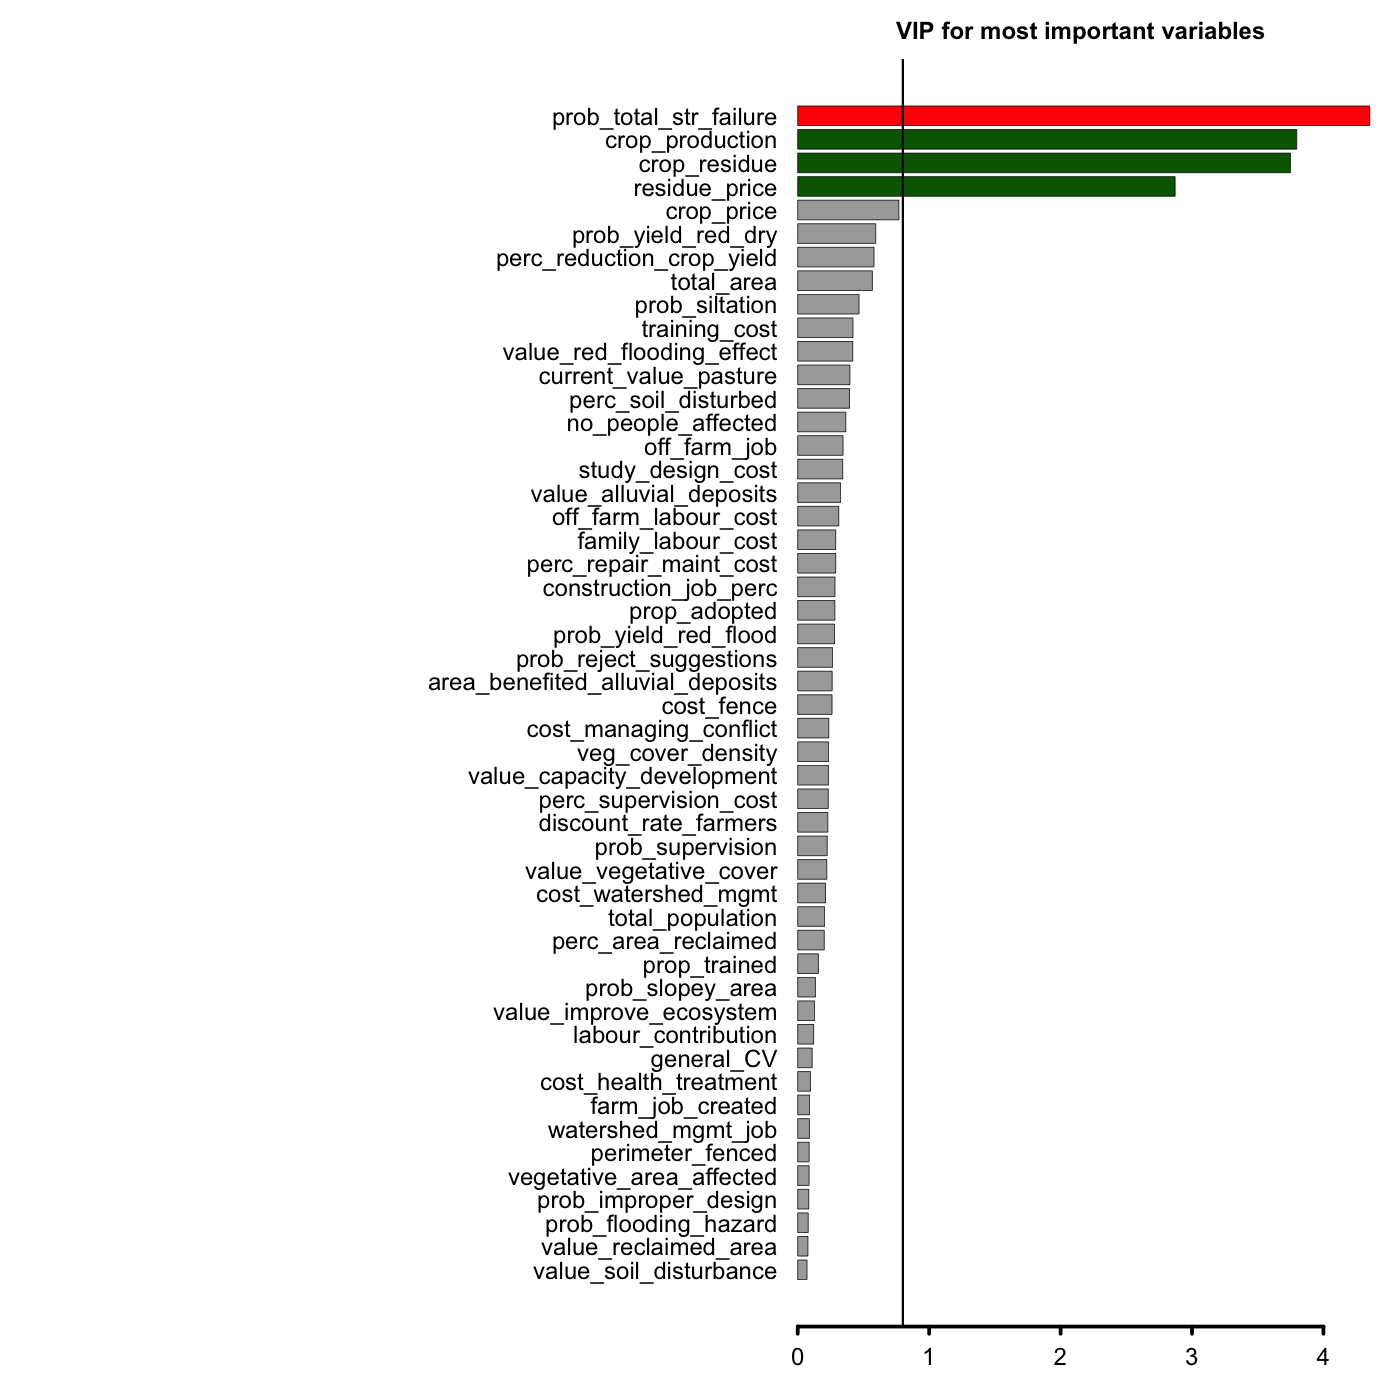 VIP for most important variables
prob_total_str_failure
crop_production
crop_residue
residue_price
crop_price
prob_yield_red_dry
perc_reduction_crop_yield
total_area
prob_siltation
training_cost
value_red_flooding_effect
current_value_pasture
perc_soil_disturbed
no_people_affected
off_farm_job
study_design_cost
value_alluvial_deposits
off_farm_labour_cost
family_labour_cost
perc_repair_maint_cost
construction_job_perc
prop_adopted
prob_yield_red_flood
prob_reject_suggestions
area_benefited_alluvial_deposits
cost_fence
cost_managing_conflict
veg_cover_density
value_capacity_development
perc_supervision_cost
discount_rate_farmers
prob_supervision
value_vegetative_cover
cost_watershed_mgmt
total_population
perc_area_reclaimed
prop_trained
prob_slopey_area
value_improve_ecosystem
labour_contribution
general_CV
cost_health_treatment
farm_job_created
watershed_mgmt_job
perimeter_fenced
vegetative_area_affected
prob_improper_design
prob_flooding_hazard
value_reclaimed_area
value_soil_disturbance
0 1 2 3 4